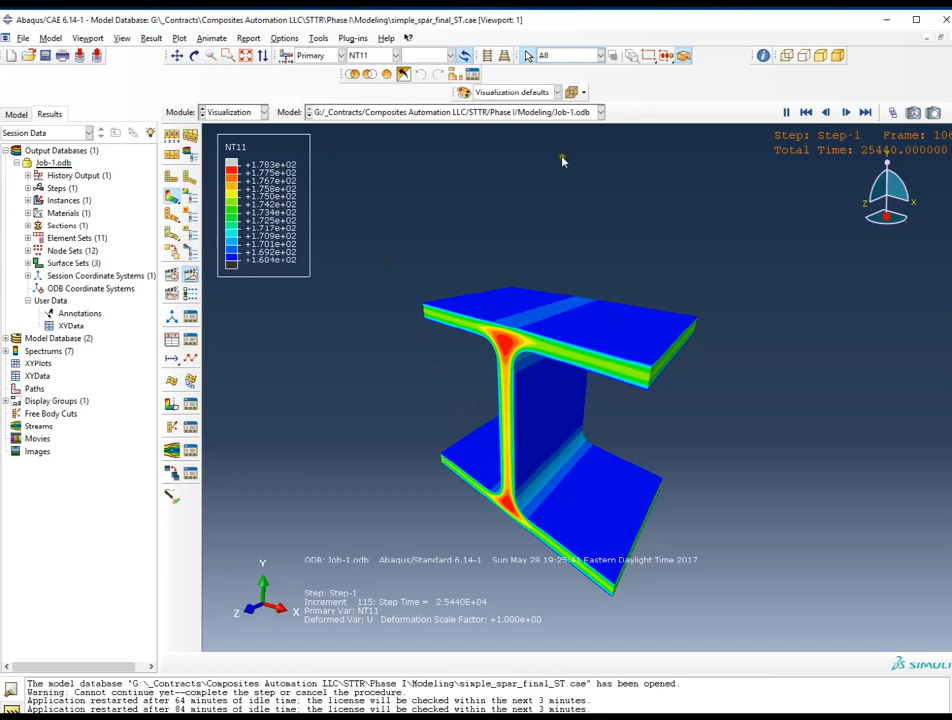 Abaqus/CAE 6.14-1 - Model Database: G:\_Contracts\Composites Automation LLC\STTR\Phase I\Modeling\simple_spar_final_ST.cae [Viewport: 1]
File Model Viewport View Result Plot Animate Report Options Tools Plug-ins Help
Primary NT11 All
Visualization defaults
Model Results Module: Visualization Model: G:/_Contracts/Composites Automation LLC/STTR/Phase I/Modeling/Job-1.odb
Session Data
Output Databases (1)
Job-1.odb
History Output (1)
Steps (1)
Instances (1)
Materials (1)
Sections (1)
Element Sets (11)
Node Sets (12)
Surface Sets (3)
Session Coordinate Systems (1)
ODB Coordinate Systems
User Data
Annotations
XYData
Model Database (2)
Spectrums (7)
XYPlots
XYData
Paths
Display Groups (1)
Free Body Cuts
Streams
Movies
Images
NT11
+1.783e+02
+1.775e+02
+1.767e+02
+1.758e+02
+1.750e+02
+1.742e+02
+1.734e+02
+1.725e+02
+1.717e+02
+1.709e+02
+1.701e+02
+1.692e+02
+1.684e+02
Step: Step-1 Frame: 106
Total Time: 25440.000000
Y
Z X
ODB: Job-1.odb Abaqus/Standard 6.14-1 Sun May 28 19:25:41 Eastern Daylight Time 2017
Y
Z X
Step: Step-1
Increment 115: Step Time = 2.5440E+04
Primary Var: NT11
Deformed Var: U Deformation Scale Factor: +1.000e+00
SIMULI
The model database "G:\_Contracts\Composites Automation LLC\STTR\Phase I\Modeling\simple_spar_final_ST.cae" has been opened.
Warning: Cannot continue yet--complete the step or cancel the procedure.
Application restarted after 64 minutes of idle time; the license will be checked within the next 3 minutes.
Application restarted after 84 minutes of idle time; the license will be checked within the next 3 minutes.